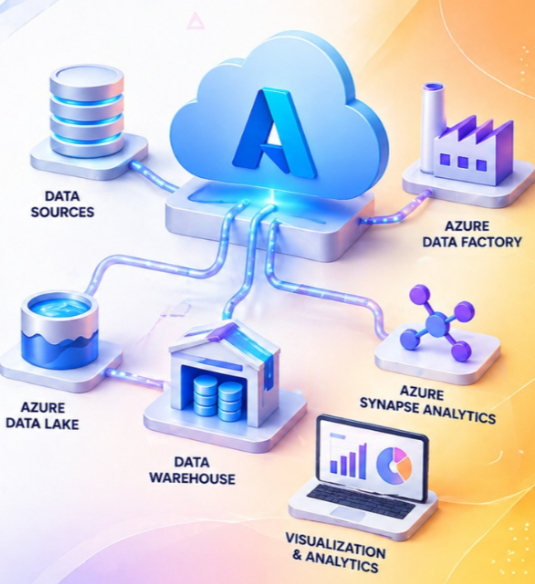 DATA
SOURCES
AZURE
DATA FACTORY
AZURE
DATA LAKE
DATA
WAREHOUSE
AZURE
SYNAPSE ANALYTICS
VISUALIZATION
& ANALYTICS